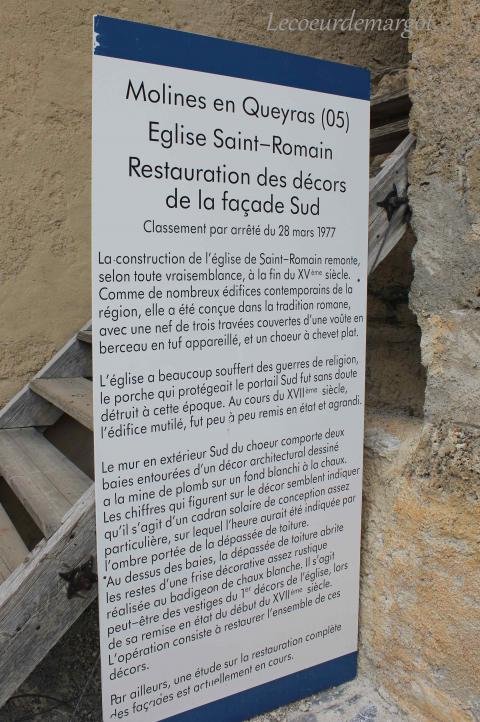 Lecoeurdemargot
Molines en Queyras (05)
Eglise Saint-Romain
Restauration des décors
de la façade Sud
Classement par arrêté du 28 mars 1977
La construction de l'église de Saint-Romain remonte,
selon toute vraisemblance, à la fin du XVème siècle.
Comme de nombreux édifices contemporains de la
région, elle a été conçue dans la tradition romane,
avec une nef de trois travées couvertes d'une voûte en
berceau en tuf appareillé, et un choeur à chevet plat.
L'église a beaucoup souffert des guerres de religion,
le porche qui protégeait le portail Sud fut sans doute
détruit à cette époque. Au cours du XVIIème siècle,
l'édifice mutilé, fut peu à peu remis en état et agrandi.
Le mur en extérieur Sud du choeur comporte deux
baies entourées d'un décor architectural dessiné
a la mine de plomb sur un fond blanchi à la chaux.
Les chiffres qui figurent sur le décor semblent indiquer
qu'il s'agit d'un cadran solaire de conception assez
particulière, sur lequel l'heure aurait été indiquée par
l'ombre portée de la dépassée de toiture.
Au dessus des baies, la dépassée de toiture abrite
les restes d'une frise décorative assez rustique
réalisée au badigeon de chaux blanche. Il s'agit
peut-être des vestiges du 1er décors de l'église, lors
de sa remise en état du début du XVIIème siècle.
L'opération consiste à restaurer l'ensemble de ces
décors.
Par ailleurs, une étude sur la restauration complète
des façades est actuellement en cours.